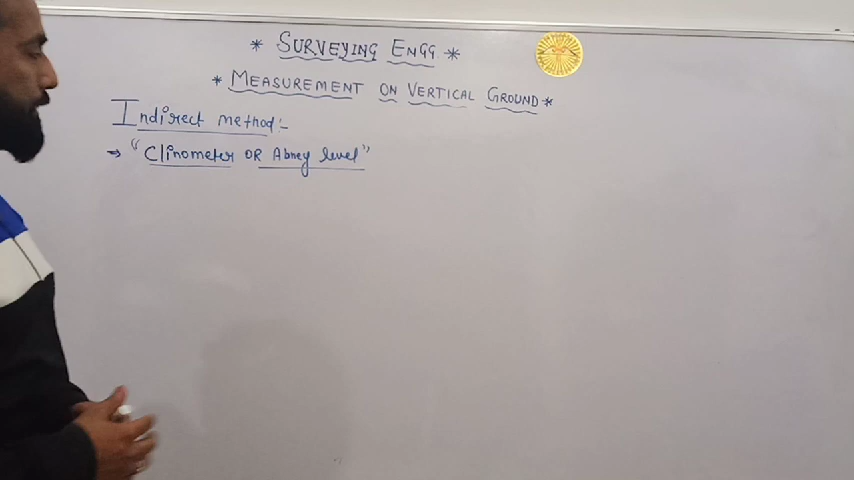 * SURVEYING ENGG *
* MEASUREMENT ON VERTICAL GROUND *
Indirect method:-
→ "Clinometer OR Abney level"